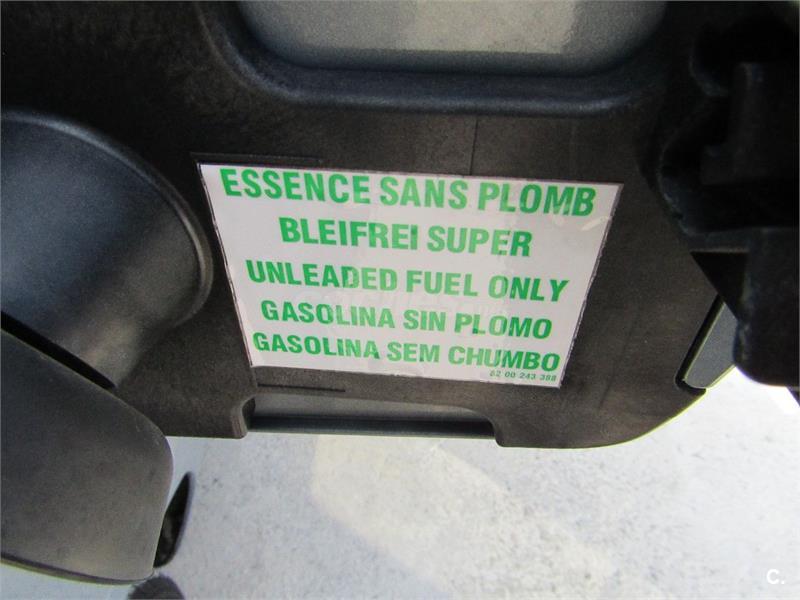 ESSENCE SANS PLOMB
BLEIFREI SUPER
UNLEADED FUEL ONLY
GASOLINA SIN PLOMO
GASOLINA SEM CHUMBO
82 00 243 388
C.